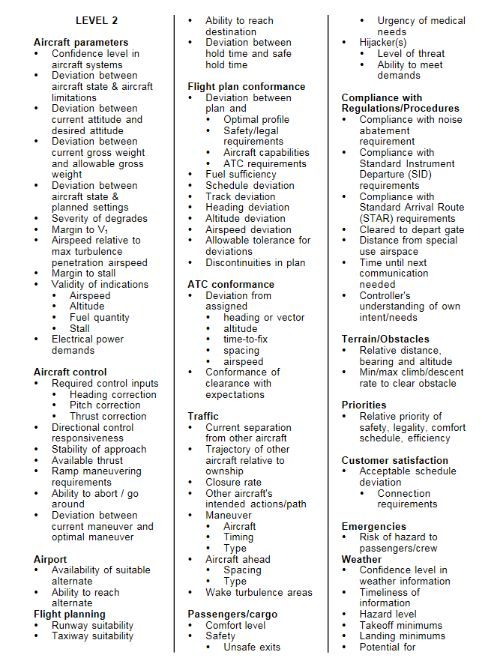 LEVEL 2
Aircraft parameters
• Confidence level in
aircraft systems
• Deviation between
aircraft state & aircraft
limitations
• Deviation between
current attitude and
desired attitude
• Deviation between
current gross weight
and allowable gross
weight
• Deviation between
aircraft state &
planned settings
• Severity of degrades
• Margin to V₁
• Airspeed relative to
max turbulence
penetration airspeed
• Margin to stall
• Validity of indications
• Airspeed
• Altitude
• Fuel quantity
• Stall
• Electrical power
demands
Aircraft control
• Required control inputs
• Heading correction
• Pitch correction
• Thrust correction
• Directional control
responsiveness
• Stability of approach
• Available thrust
• Ramp maneuvering
requirements
• Ability to abort / go
around
• Deviation between
current maneuver and
optimal maneuver
Airport
• Availability of suitable
alternate
• Ability to reach
alternate
Flight planning
• Runway suitability
• Taxiway suitability
• Ability to reach
destination
• Deviation between
hold time and safe
hold time
Flight plan conformance
• Deviation between
plan and
• Optimal profile
• Safety/legal
requirements
• Aircraft capabilities
• ATC requirements
• Fuel sufficiency
• Schedule deviation
• Track deviation
• Heading deviation
• Altitude deviation
• Airspeed deviation
• Allowable tolerance for
deviations
• Discontinuities in plan
ATC conformance
• Deviation from
assigned
• heading or vector
• altitude
• time-to-fix
• spacing
• airspeed
• Conformance of
clearance with
expectations
Traffic
• Current separation
from other aircraft
• Trajectory of other
aircraft relative to
ownship
• Closure rate
• Other aircraft's
intended actions/path
• Maneuver
• Aircraft
• Timing
• Type
• Aircraft ahead
• Spacing
• Type
• Wake turbulence areas
Passengers/cargo
• Comfort level
• Safety
• Unsafe exits
• Urgency of medical
needs
• Hijacker(s)
• Level of threat
• Ability to meet
demands
Compliance with
Regulations/Procedures
• Compliance with noise
abatement
requirement
• Compliance with
Standard Instrument
Departure (SID)
requirements
• Compliance with
Standard Arrival Route
(STAR) requirements
• Cleared to depart gate
• Distance from special
use airspace
• Time until next
communication
needed
• Controller's
understanding of own
intent/needs
Terrain/Obstacles
• Relative distance,
bearing and altitude
• Min/max climb/descent
rate to clear obstacle
Priorities
• Relative priority of
safety, legality, comfort
schedule, efficiency
Customer satisfaction
• Acceptable schedule
deviation
• Connection
requirements
Emergencies
• Risk of hazard to
passengers/crew
Weather
• Confidence level in
weather information
• Timeliness of
information
• Hazard level
• Takeoff minimums
• Landing minimums
• Potential for